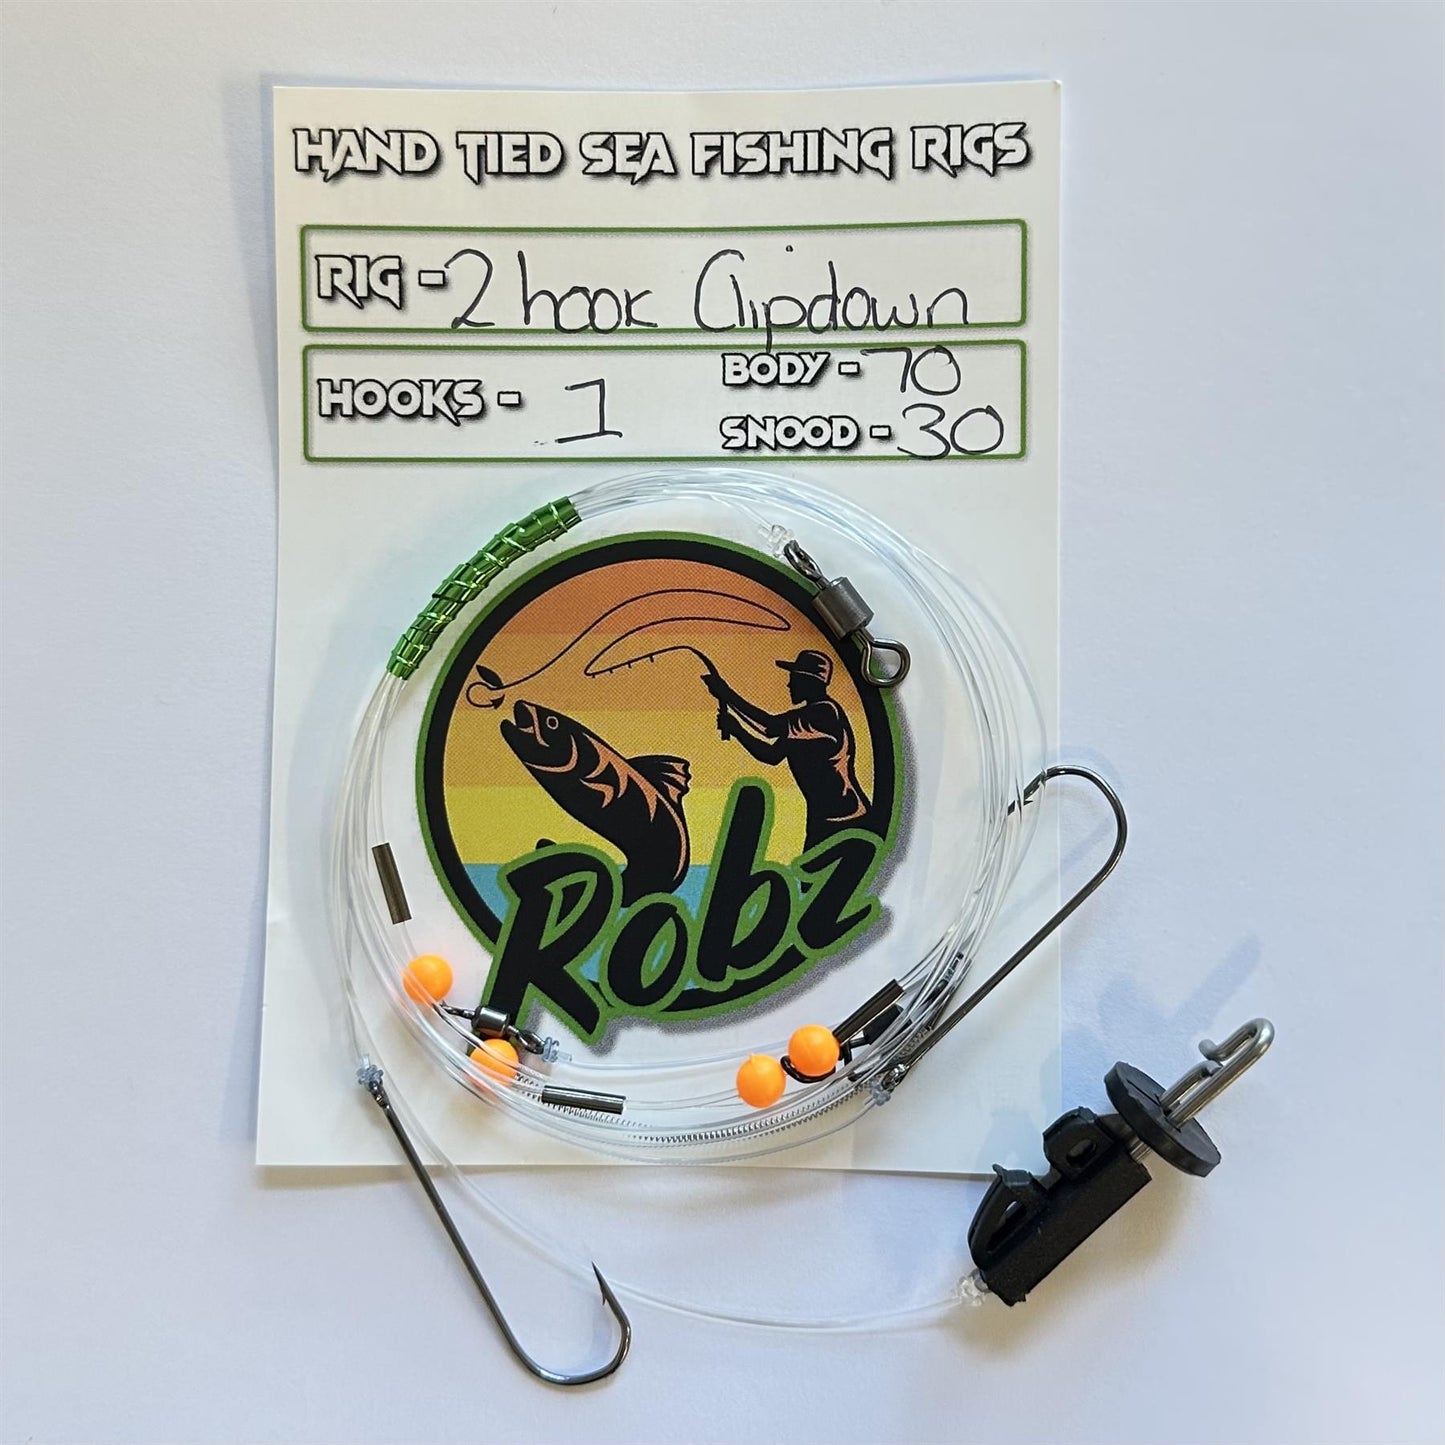 HAND TIED SEA FISHING RIGS
RIG - 2 hook Clipdown
HOOKS - 1
BODY - 70
SNOOD - 30
Robz